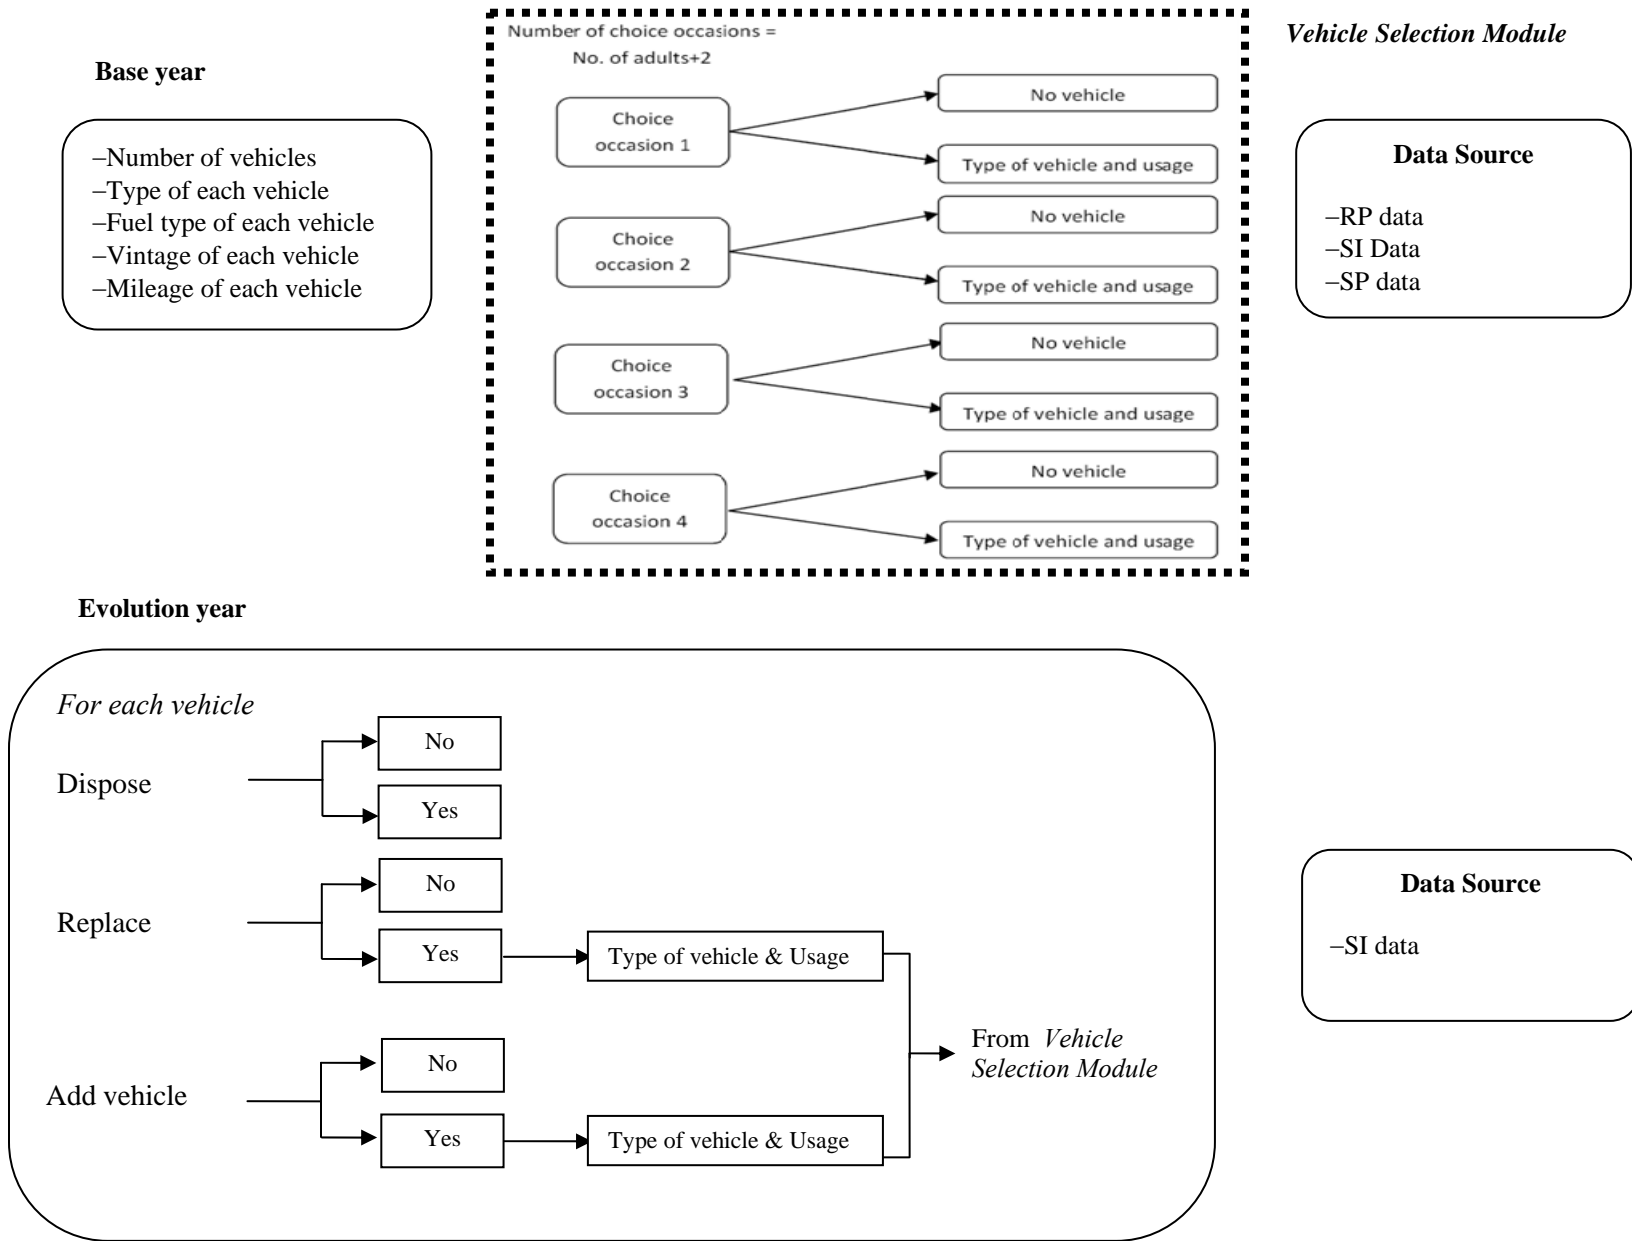 Base year
–Number of vehicles
–Type of each vehicle
–Fuel type of each vehicle
–Vintage of each vehicle
–Mileage of each vehicle
Number of choice occasions =
No. of adults+2
Choice
occasion 1
No vehicle
Type of vehicle and usage
Choice
occasion 2
No vehicle
Type of vehicle and usage
Choice
occasion 3
No vehicle
Type of vehicle and usage
Choice
occasion 4
No vehicle
Type of vehicle and usage
Vehicle Selection Module
Data Source
–RP data
–SI Data
–SP data
Evolution year
For each vehicle
Dispose
No
Yes
Replace
No
Yes
Type of vehicle & Usage
Add vehicle
No
Yes
Type of vehicle & Usage
From Vehicle
Selection Module
Data Source
–SI data